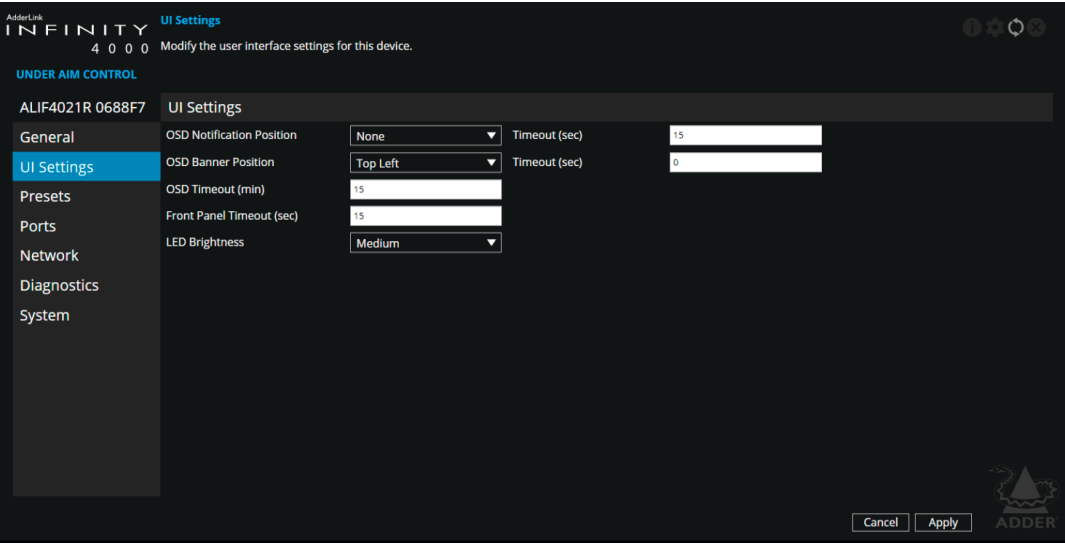 AdderLink
INFINITY
4000
UI Settings
Modify the user interface settings for this device.
UNDER AIM CONTROL
ALIF4021R 0688F7
UI Settings
General
UI Settings
Presets
Ports
Network
Diagnostics
System
OSD Notification Position None Timeout (sec) 15
OSD Banner Position Top Left Timeout (sec) 0
OSD Timeout (min) 15
Front Panel Timeout (sec) 15
LED Brightness Medium
Cancel Apply
ADDER